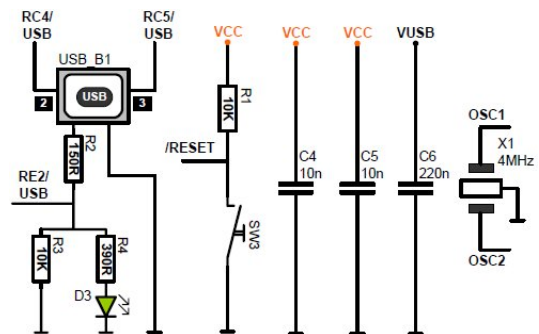 RC4/
USB
RC5/
USB
USB_B1
2
USB
3
R2
150R
RE2/
USB
R3
10K
R4
390R
D3
VCC
R1
10K
/RESET
SW3
VCC
C4
10n
VCC
C5
10n
VUSB
C6
220n
OSC1
X1
4MHz
OSC2